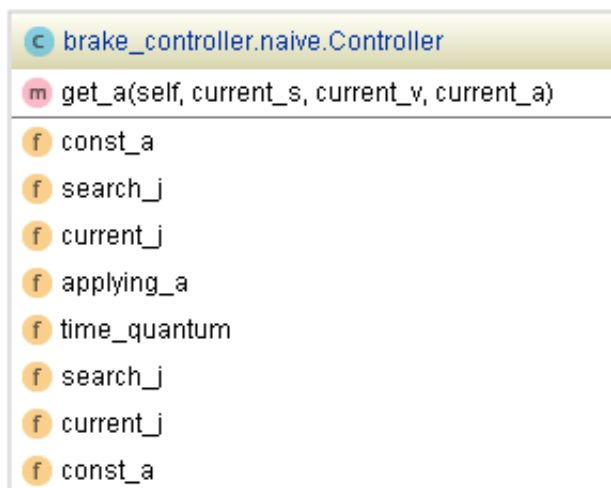 c brake_controller.naive.Controller
m get_a(self, current_s, current_v, current_a)
f const_a
f search_j
f current_j
f applying_a
f time_quantum
f search_j
f current_j
f const_a